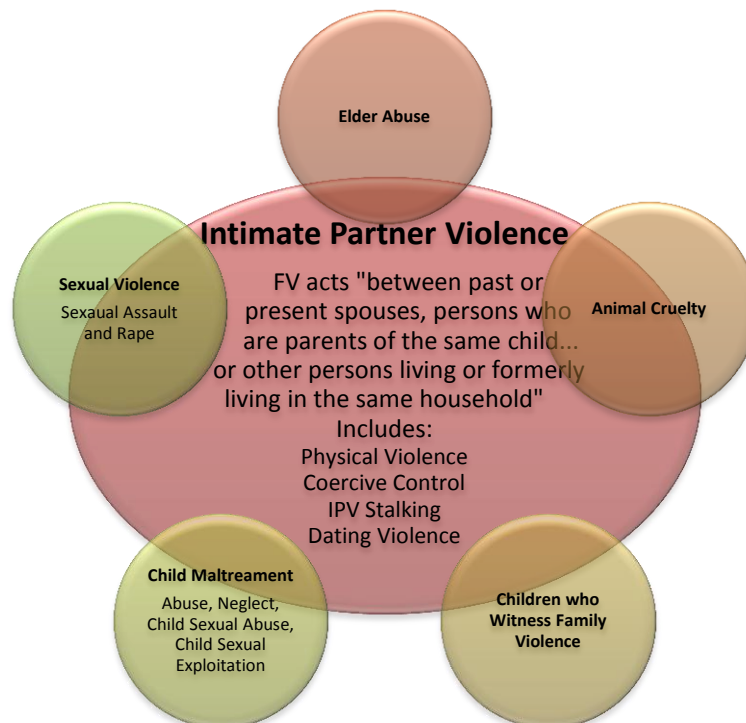 Elder Abuse
Intimate Partner Violence
FV acts "between past or
present spouses, persons who
are parents of the same child...
or other persons living or formerly
living in the same household"
Includes:
Physical Violence
Coercive Control
IPV Stalking
Dating Violence
Sexual Violence
Sexaual Assault
and Rape
Animal Cruelty
Child Maltreament
Abuse, Neglect,
Child Sexual Abuse,
Child Sexual
Exploitation
Children who
Witness Family
Violence